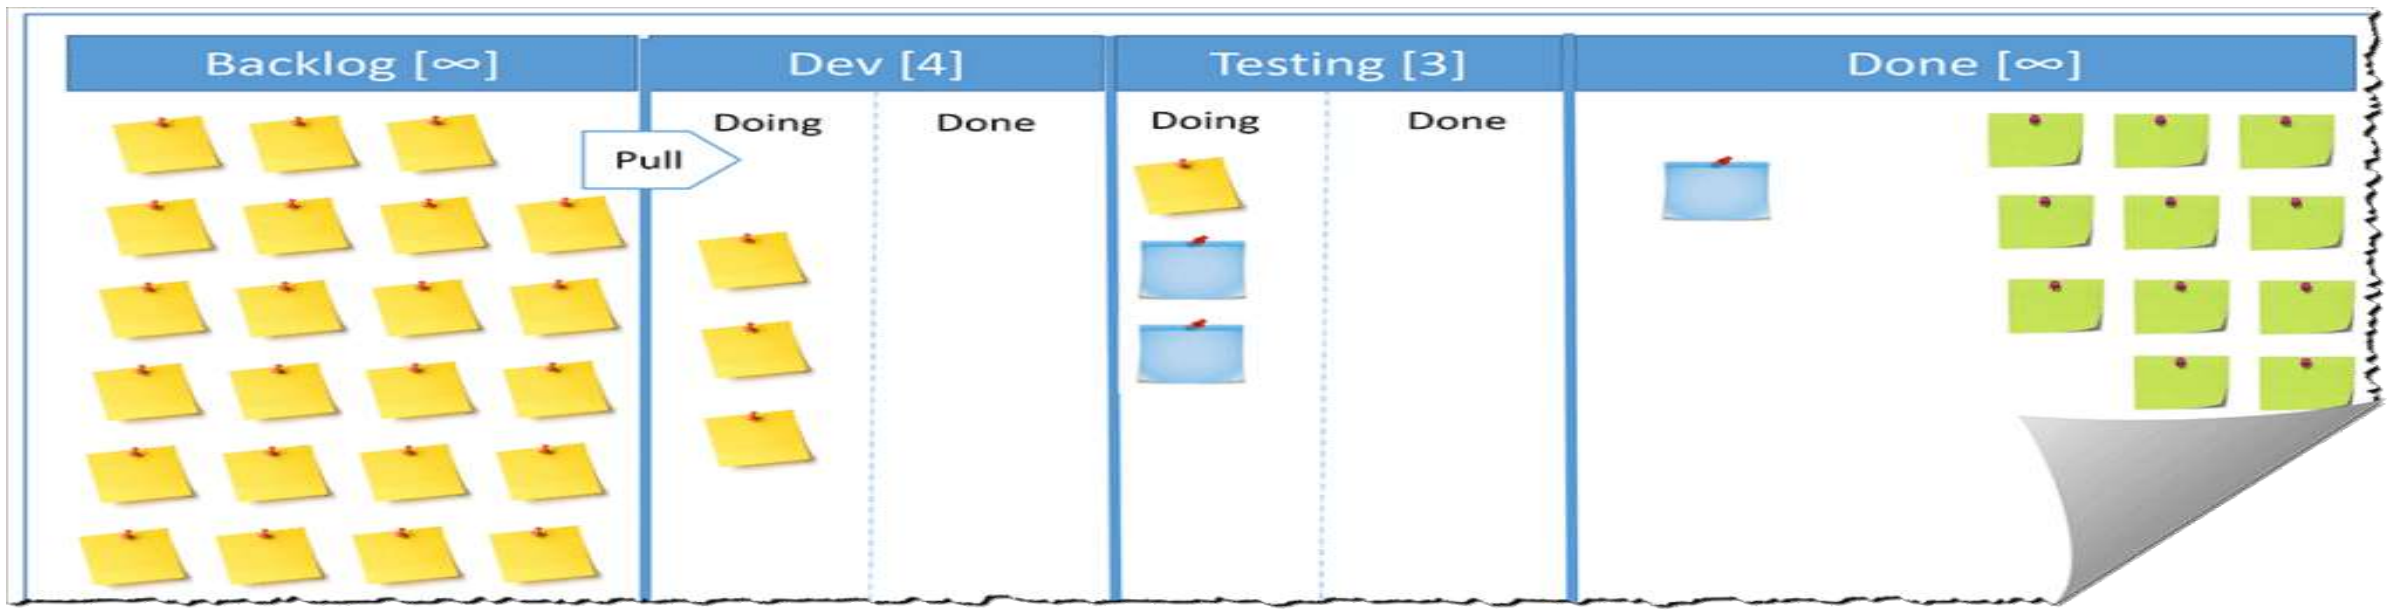 Backlog [∞]
Dev [4]
Testing [3]
Done [∞]
Doing
Done
Doing
Done
Pull